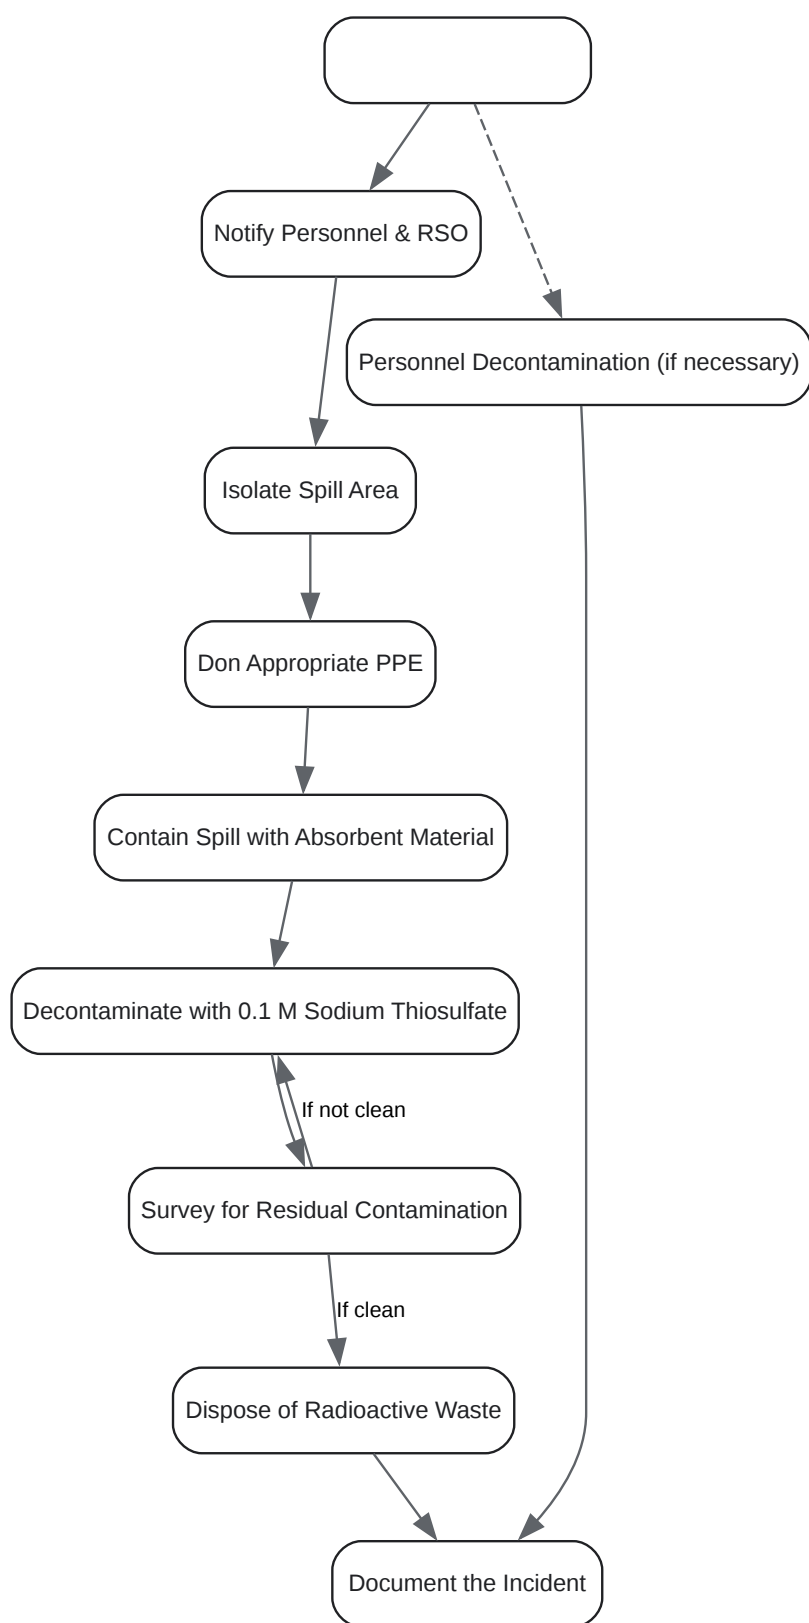 Notify Personnel & RSO
Personnel Decontamination (if necessary)
Isolate Spill Area
Don Appropriate PPE
Contain Spill with Absorbent Material
Decontaminate with 0.1 M Sodium Thiosulfate
If not clean
Survey for Residual Contamination
If clean
Dispose of Radioactive Waste
Document the Incident